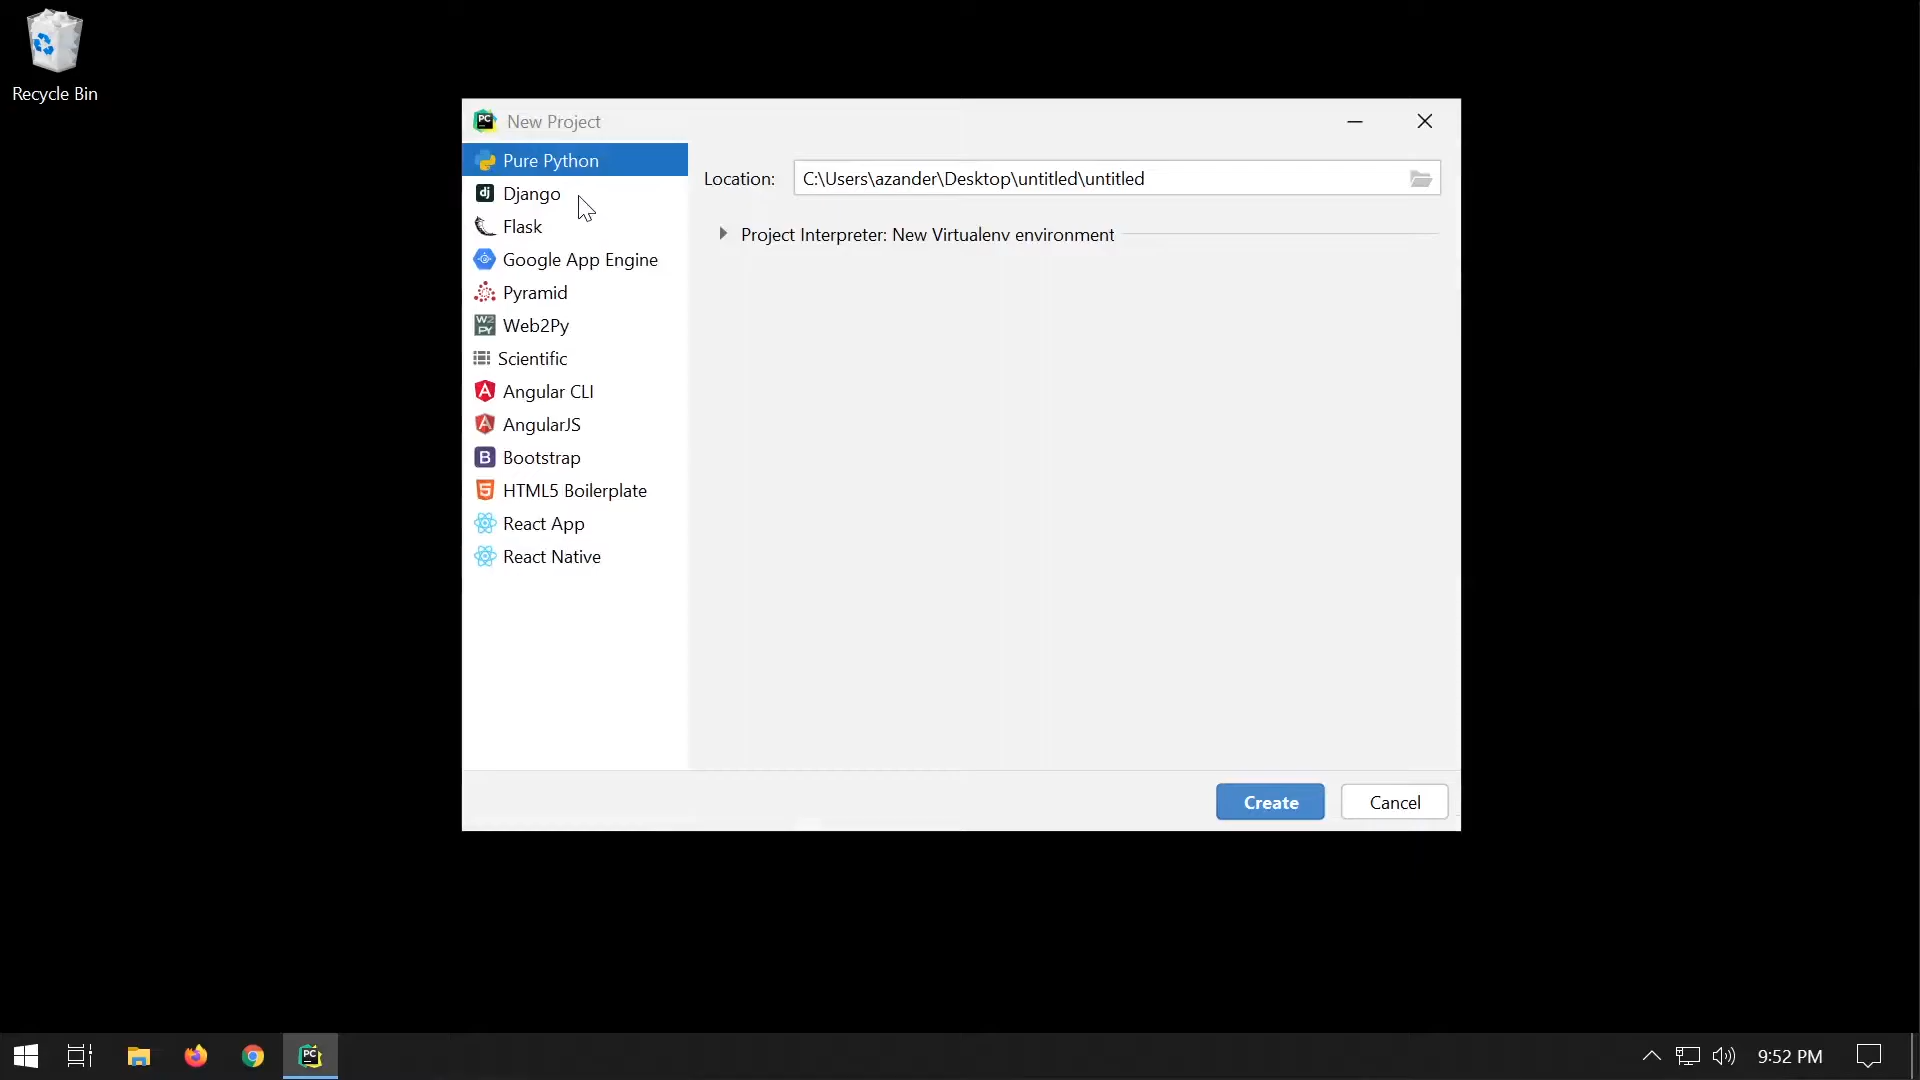 Recycle Bin
New Project
Pure Python
Django
Flask
Google App Engine
Pyramid
Web2Py
Scientific
Angular CLI
AngularJS
Bootstrap
HTML5 Boilerplate
React App
React Native
Location: C:\Users\azander\Desktop\untitled\untitled
Project Interpreter: New Virtualenv environment
Create
Cancel
9:52 PM